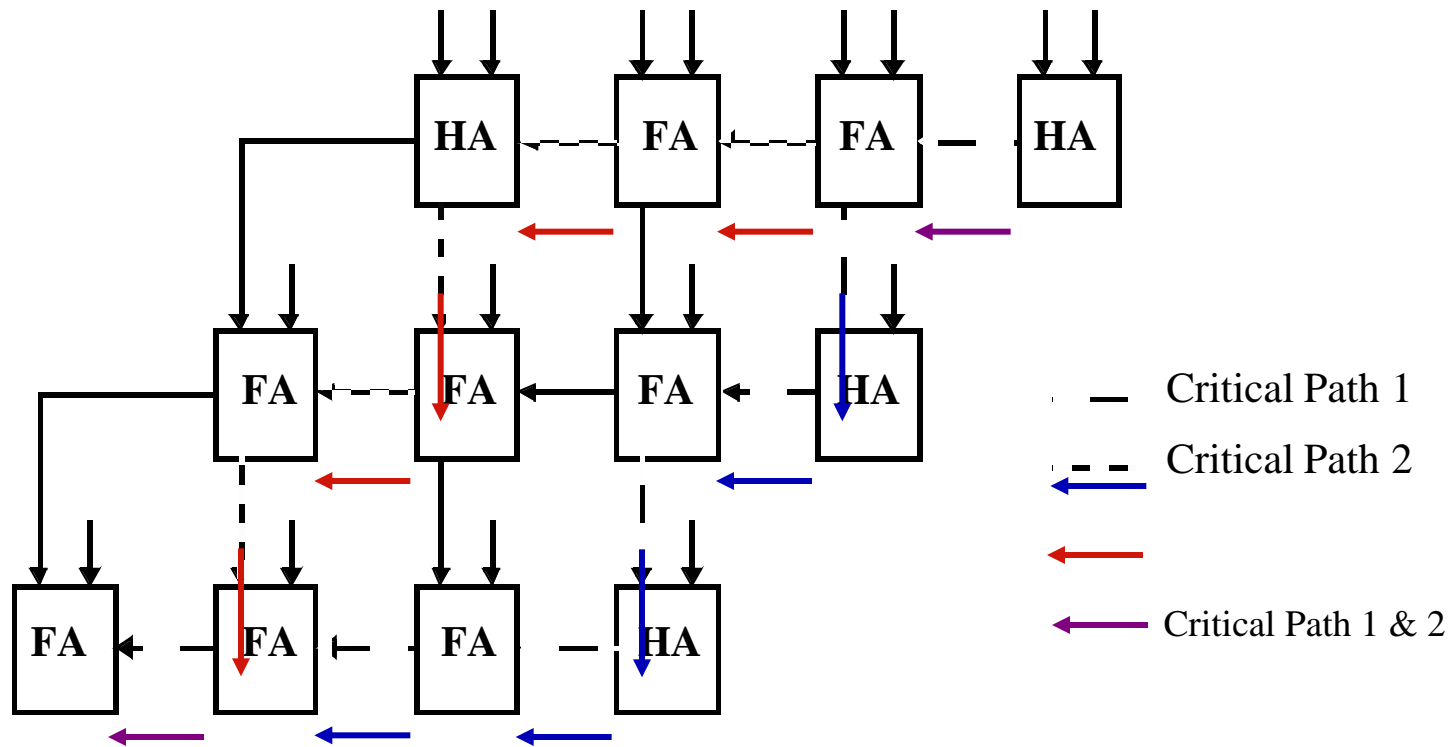 HA FA FA HA
FA FA FA HA
Critical Path 1
Critical Path 2
FA FA FA HA
Critical Path 1 & 2